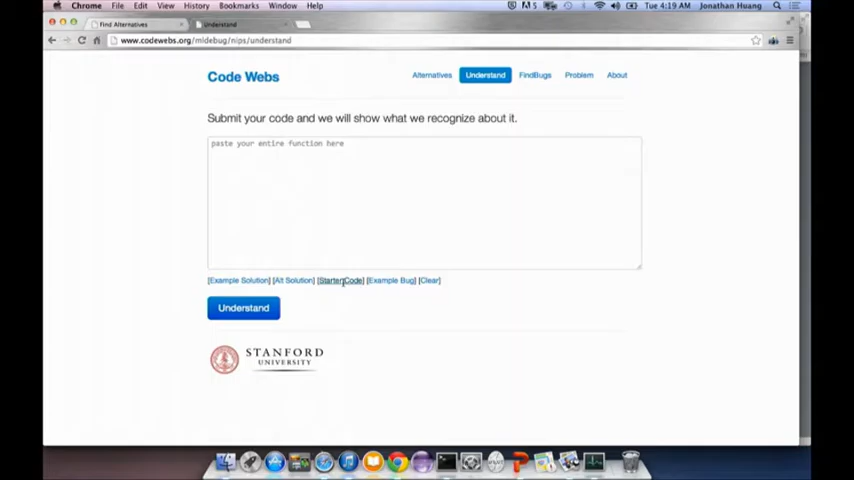 Chrome File Edit View History Bookmarks Window Help
5 Tue 4:19 AM Jonathan Huang
Find Alternatives
Understand
www.codewebs.org/mldebug/nips/understand
Code Webs
Alternatives Understand FindBugs Problem About
Submit your code and we will show what we recognize about it.
paste your entire function here
[Example Solution] [Alt Solution] [Starter Code] [Example Bug] [Clear]
Understand
STANFORD
UNIVERSITY